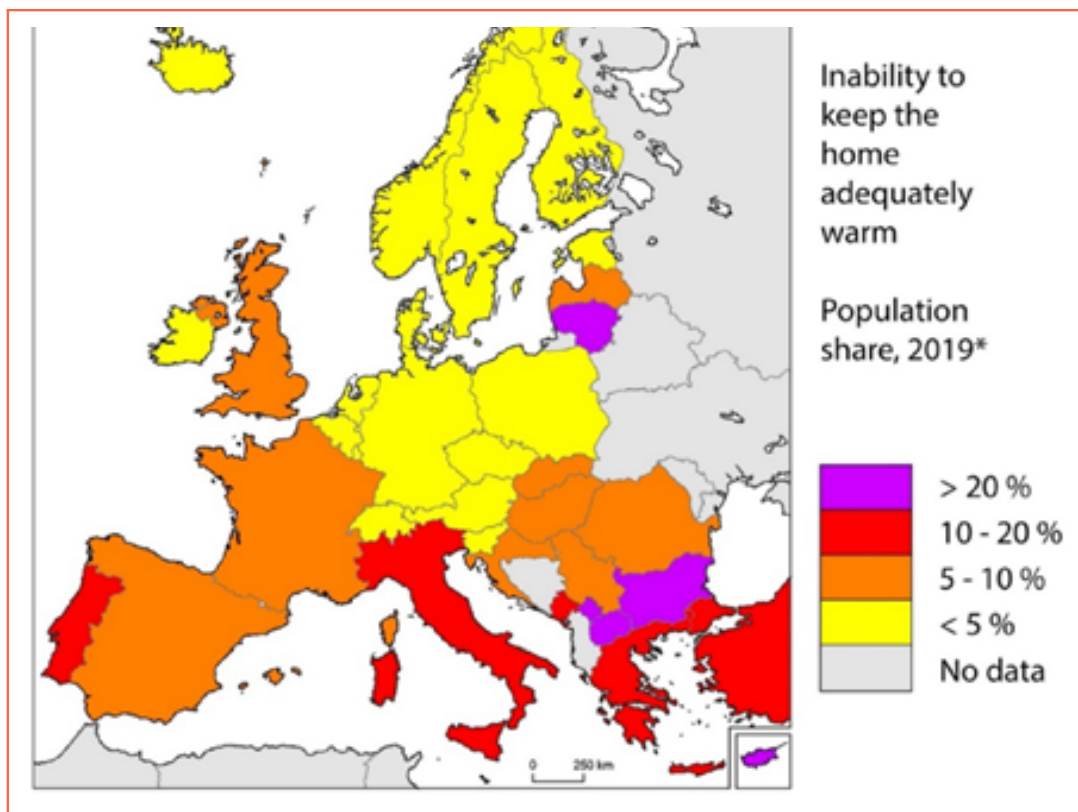 Inability to
keep the
home
adequately
warm
Population
share, 2019*
> 20 %
10 - 20 %
5 - 10 %
< 5 %
No data
0 250 km